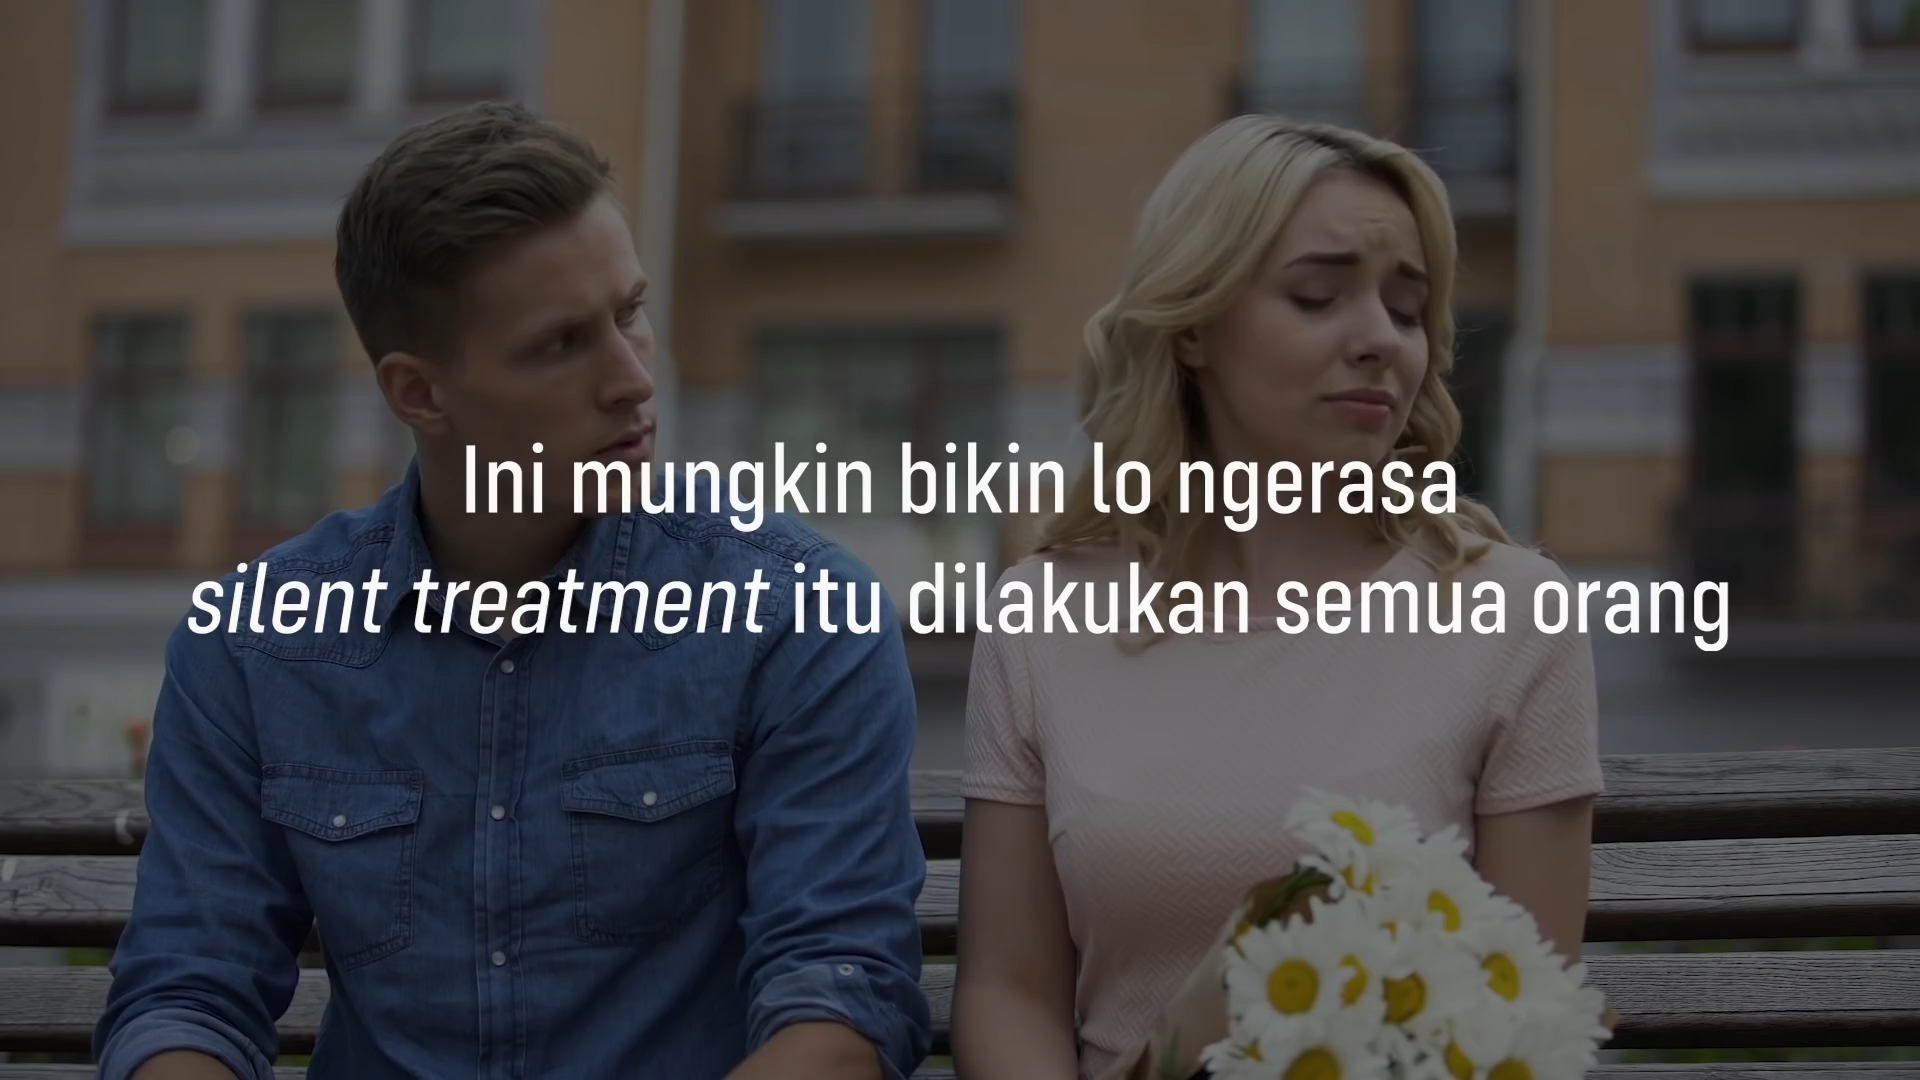 Ini mungkin bikin lo ngerasa
silent treatment itu dilakukan semua orang